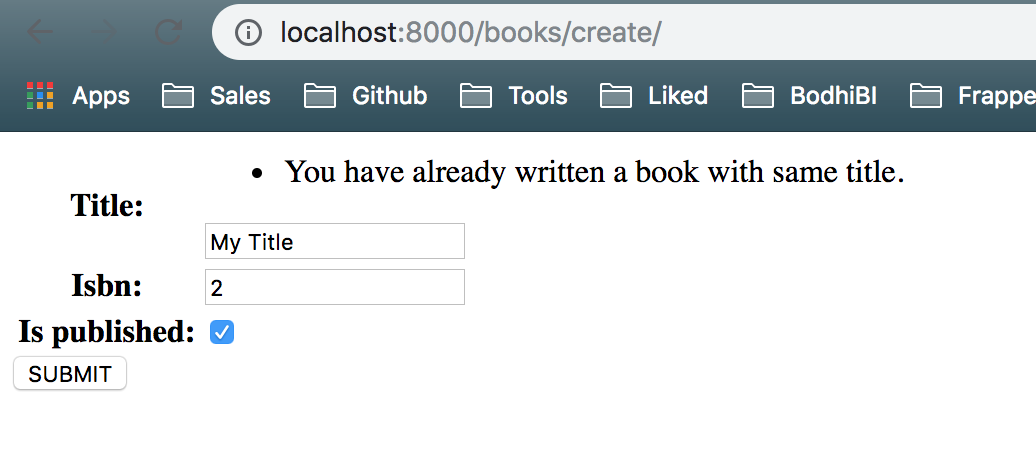 localhost:8000/books/create/
Apps Sales Github Tools Liked BodhiBI Frappe
You have already written a book with same title.
Title:
My Title
Isbn: 2
Is published:
SUBMIT